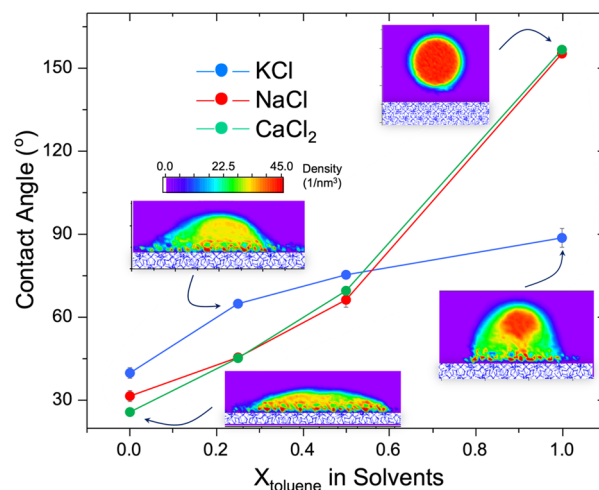 Contact Angle (°)
150
120
90
60
30
KCl
NaCl
CaCl₂
0.0 22.5 45.0
Density
(1/nm³)
0.0 0.2 0.4 0.6 0.8 1.0
X_toluene in Solvents